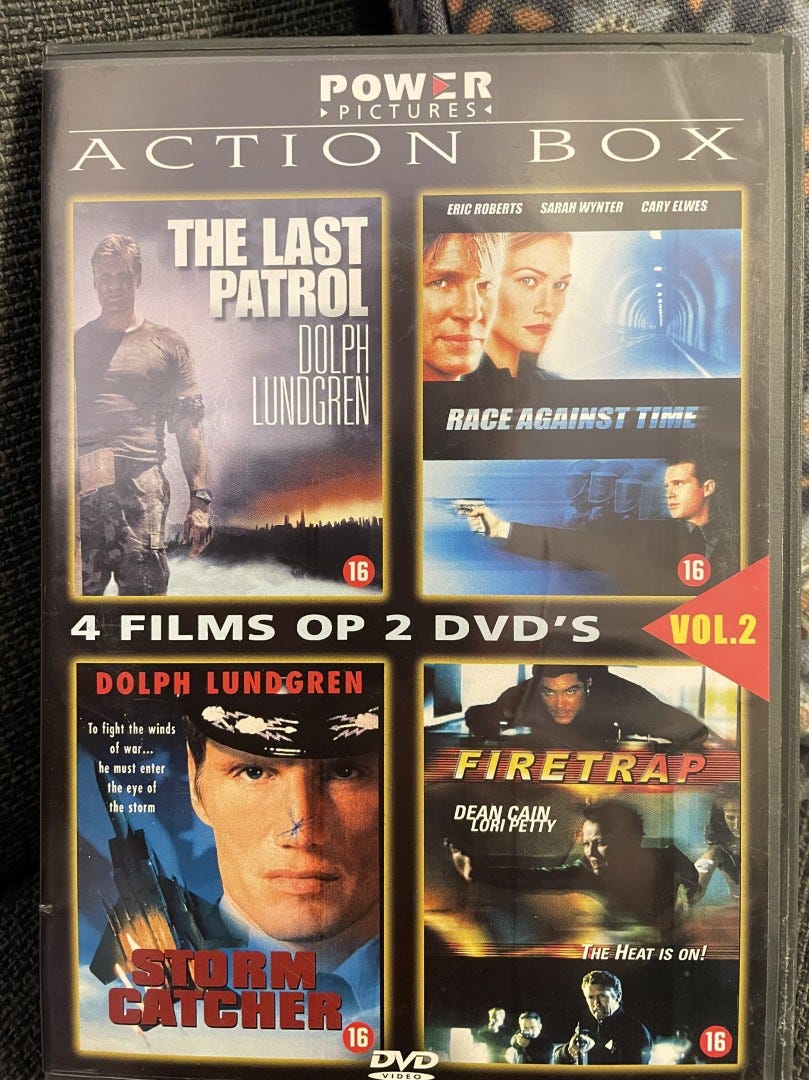 POWER
PICTURES
ACTION BOX
THE LAST
PATROL
DOLPH
LUNDGREN
16
ERIC ROBERTS SARAH WYNTER CARY ELWES
RACE AGAINST TIME
16
4 FILMS OP 2 DVD'S
VOL.2
DOLPH LUNDGREN
To fight the winds
of war...
he must enter
the eye of
the storm
STORM
CATCHER
16
FIRETRAP
DEAN CAIN
LORI PETTY
THE HEAT IS ON!
16
DVD
VIDEO